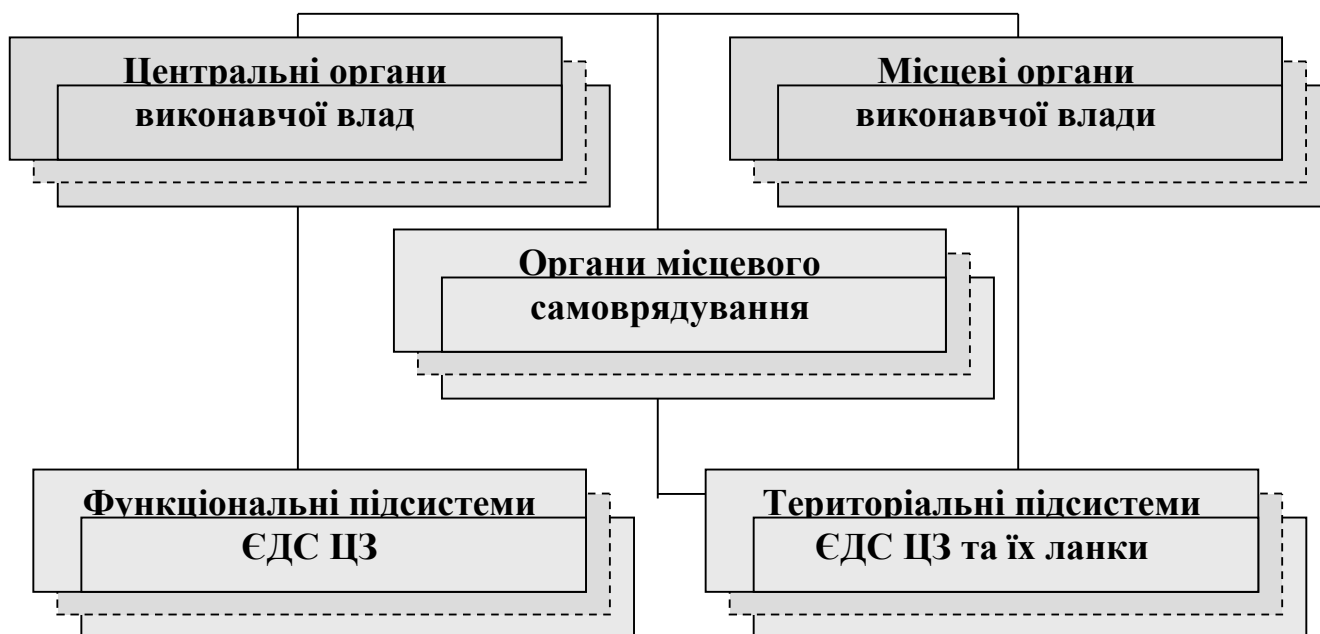 Центральні органи
виконавчої влад
Місцеві органи
виконавчої влади
Органи місцевого
самоврядування
Функціональні підсистеми
ЄДС ЦЗ
Територіальні підсистеми
ЄДС ЦЗ та їх ланки